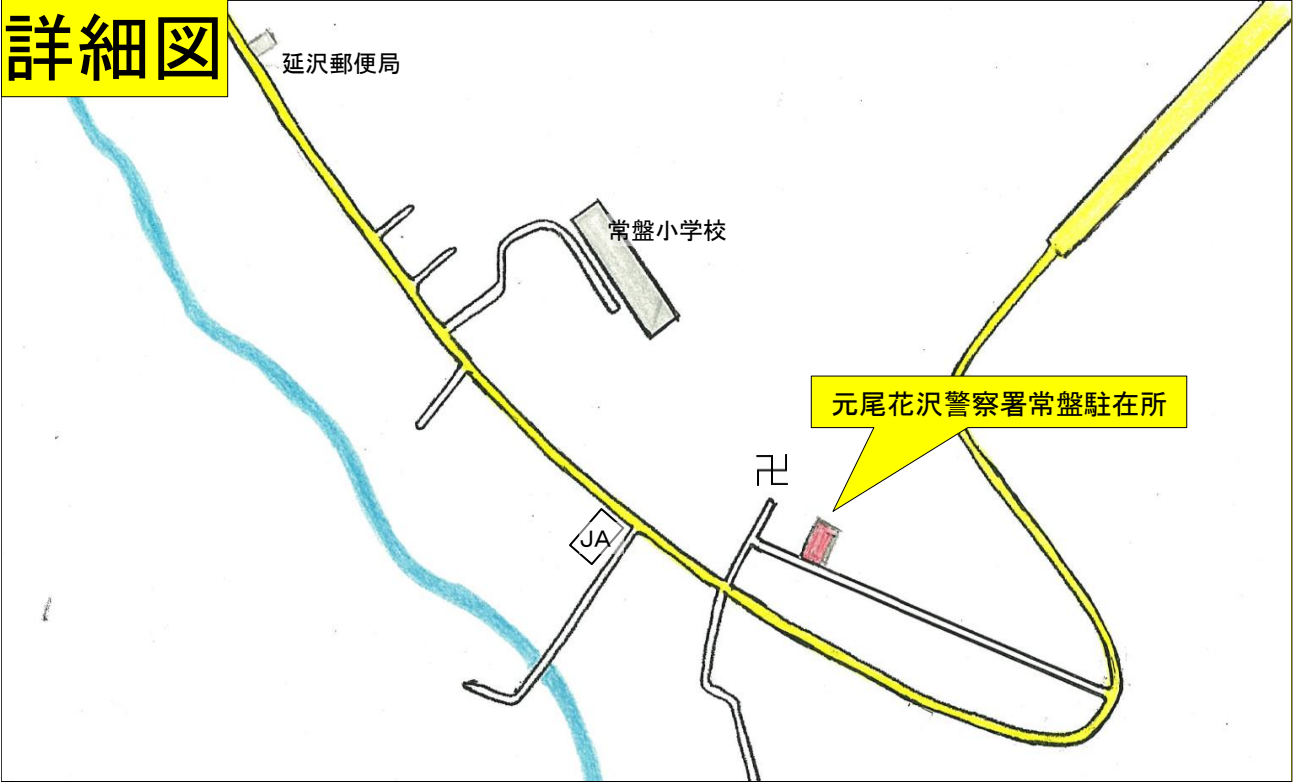 詳細図
延沢郵便局
常盤小学校
元尾花沢警察署常盤駐在所
卍
JA